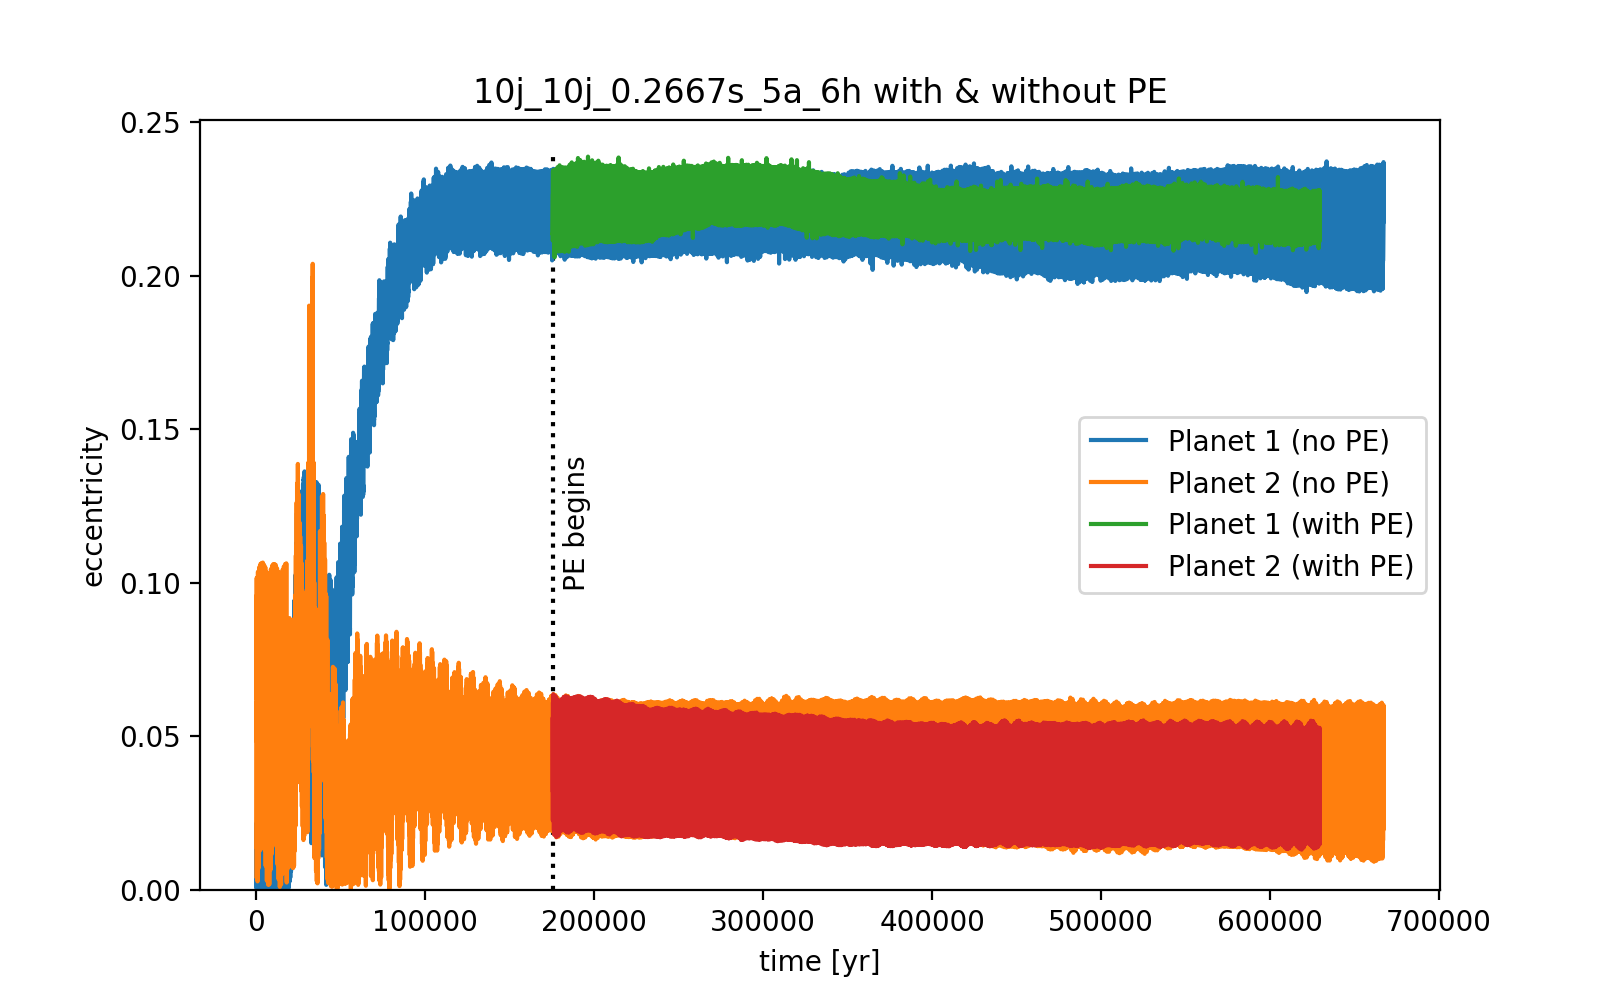 10j_10j_0.2667s_5a_6h with & without PE
0.25
0.20
0.15
0.10
0.05
0.00
eccentricity
PE begins
Planet 1 (no PE)
Planet 2 (no PE)
Planet 1 (with PE)
Planet 2 (with PE)
0 100000 200000 300000 400000 500000 600000 700000
time [yr]